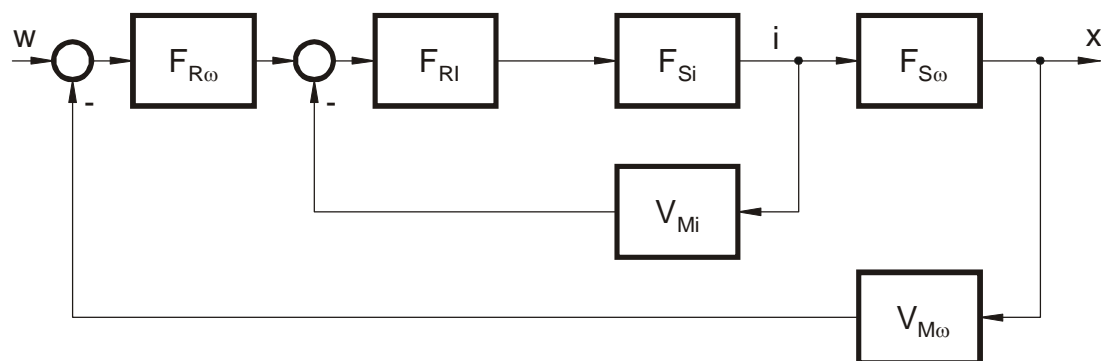 w
-
F_Rω
-
F_RI
F_Si
i
F_Sω
x
V_Mi
V_Mω